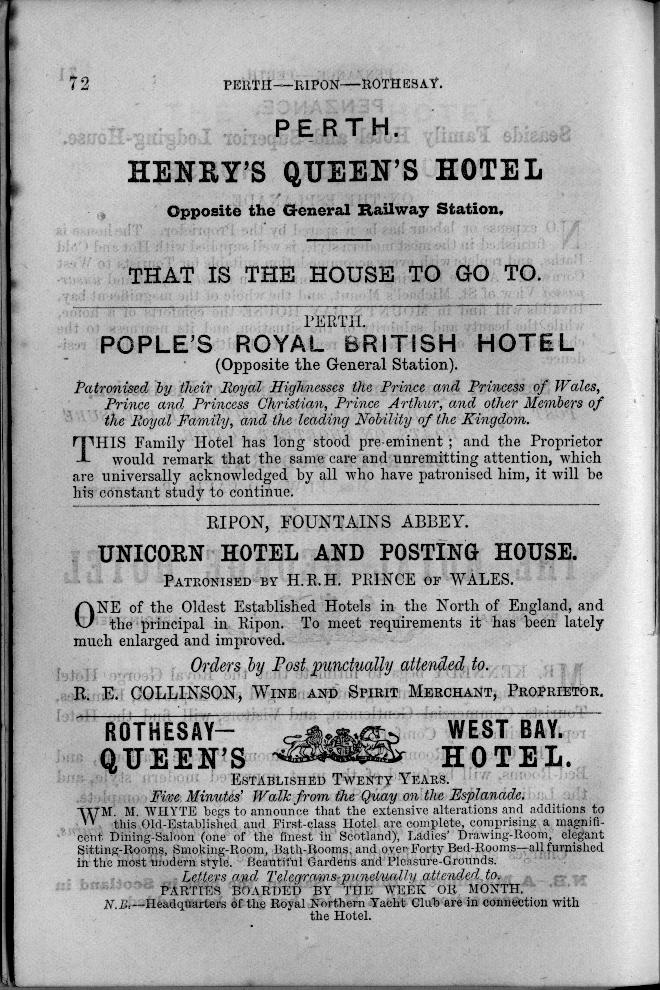 72
PERTH—RIPON—ROTHESAY.
PERTH.
HENRY'S QUEEN'S HOTEL
Opposite the General Railway Station.
THAT IS THE HOUSE TO GO TO.
PERTH.
POPLE'S ROYAL BRITISH HOTEL
(Opposite the General Station).
Patronised by their Royal Highnesses the Prince and Princess of Wales,
Prince and Princess Christian, Prince Arthur, and other Members of
the Royal Family, and the leading Nobility of the Kingdom.
THIS Family Hotel has long stood pre-eminent; and the Proprietor
would remark that the same care and unremitting attention, which
are universally acknowledged by all who have patronised him, it will be
his constant study to continue.
RIPON, FOUNTAINS ABBEY.
UNICORN HOTEL AND POSTING HOUSE.
PATRONISED BY H.R.H. PRINCE OF WALES.
ONE of the Oldest Established Hotels in the North of England, and
the principal in Ripon. To meet requirements it has been lately
much enlarged and improved.
Orders by Post punctually attended to.
R. E. COLLINSON, WINE AND SPIRIT MERCHANT, PROPRIETOR.
ROTHESAY— WEST BAY.
QUEEN'S HOTEL.
ESTABLISHED TWENTY YEARS.
Five Minutes' Walk from the Quay on the Esplanade.
WM. M. WHYTE begs to announce that the extensive alterations and additions to
this Old-Established and First-class Hotel are complete, comprising a magnifi-
cent Dining-Saloon (one of the finest in Scotland), Ladies' Drawing-Room, elegant
Sitting-Rooms, Smoking-Room, Bath-Rooms, and over Forty Bed-Rooms—all furnished
in the most modern style. Beautiful Gardens and Pleasure-Grounds.
Letters and Telegrams punctually attended to.
PARTIES BOARDED BY THE WEEK OR MONTH.
N.B.—Headquarters of the Royal Northern Yacht Club are in connection with
the Hotel.